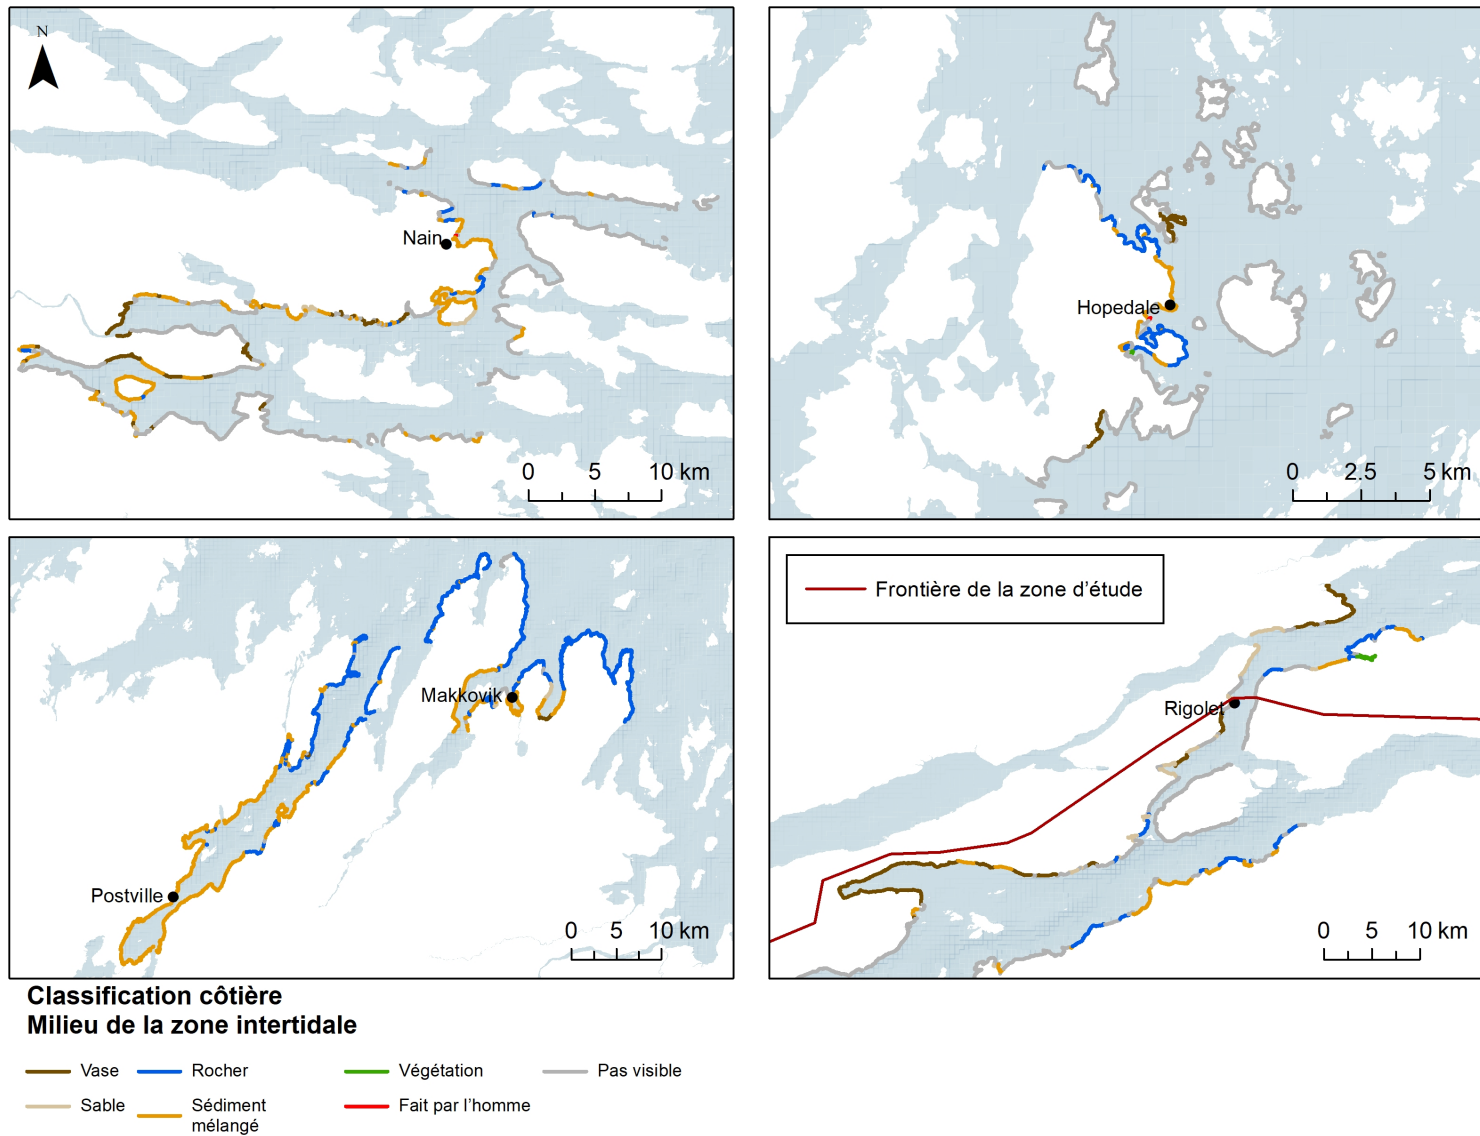 N
Nain
0 5 10 km
Hopedale
0 2.5 5 km
Makkovik
Postville
0 5 10 km
Frontière de la zone d’étude
Rigolet
0 5 10 km
Classification côtière
Milieu de la zone intertidale
Vase
Rocher
Végétation
Pas visible
Sable
Sédiment
mélangé
Fait par l’homme